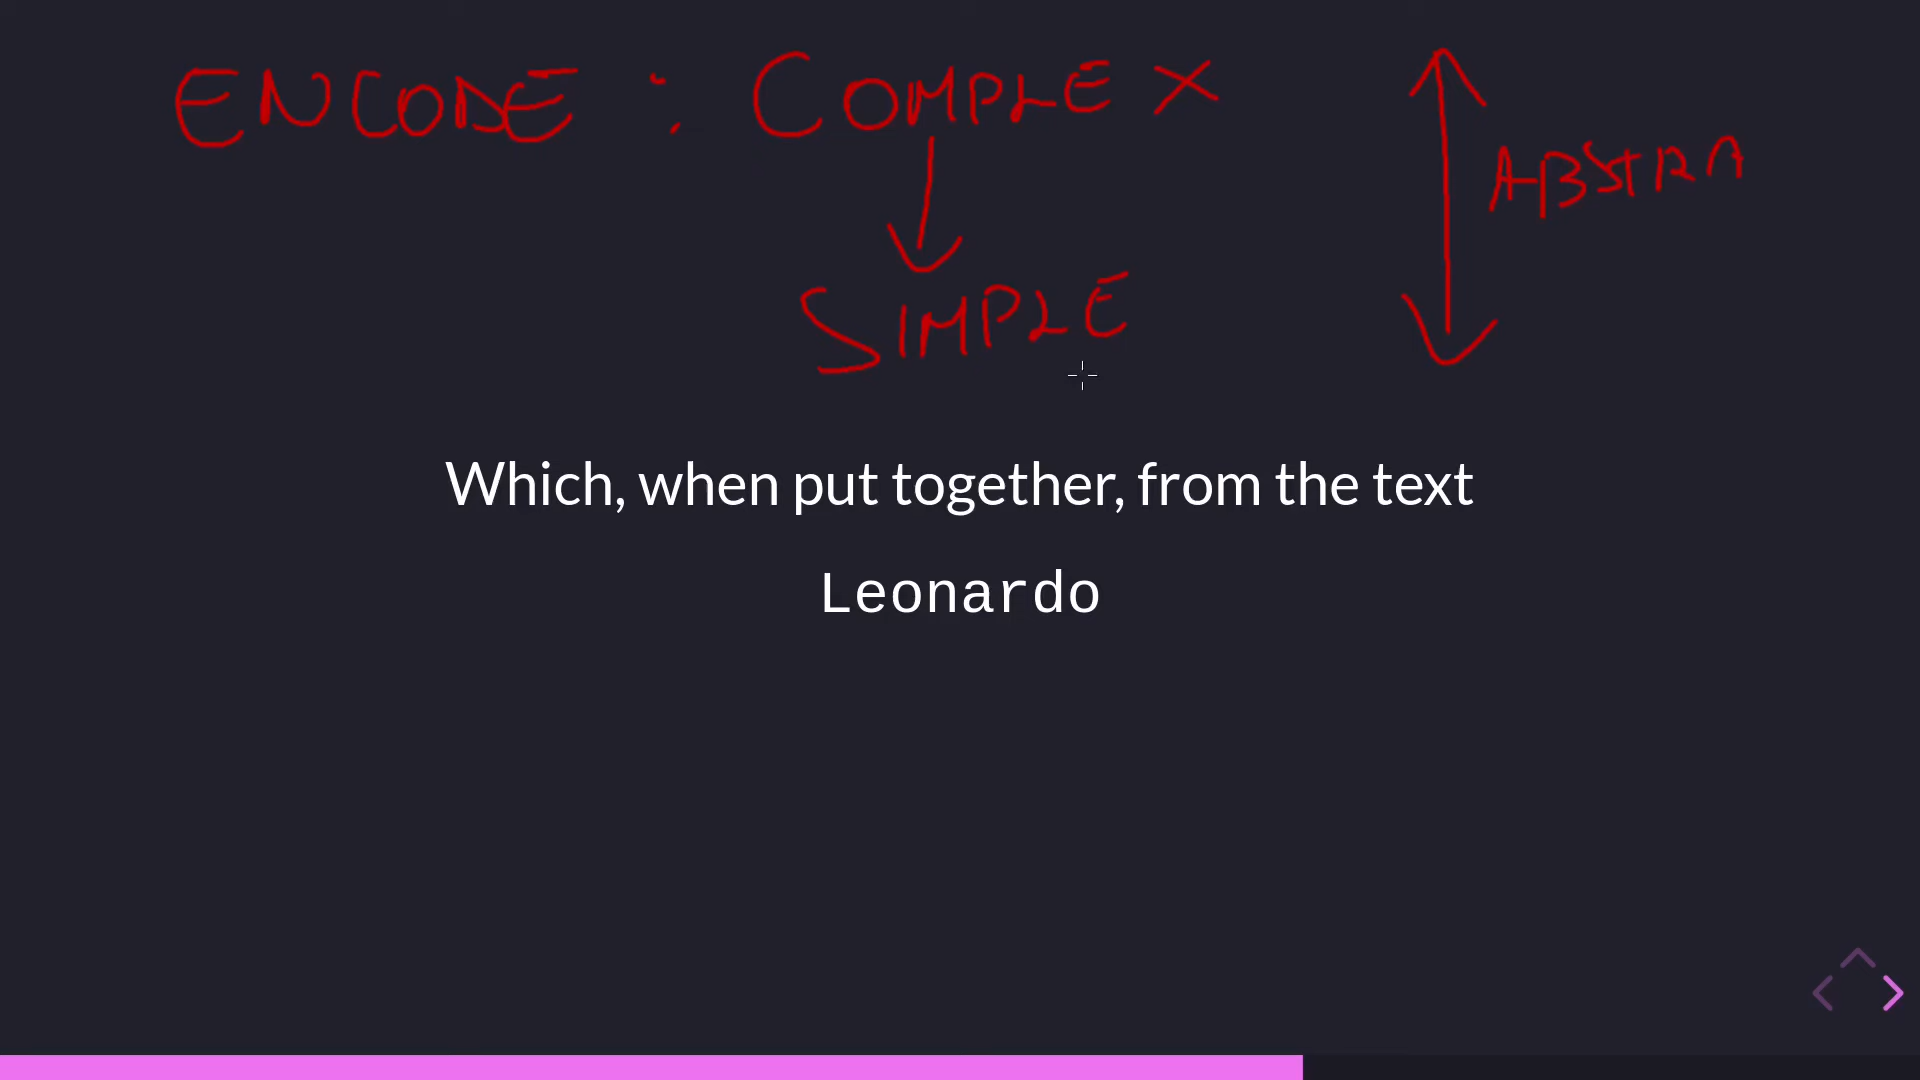 ENCODE : COMPLEX
ABSTRA
SIMPLE
Which, when put together, from the text
Leonardo